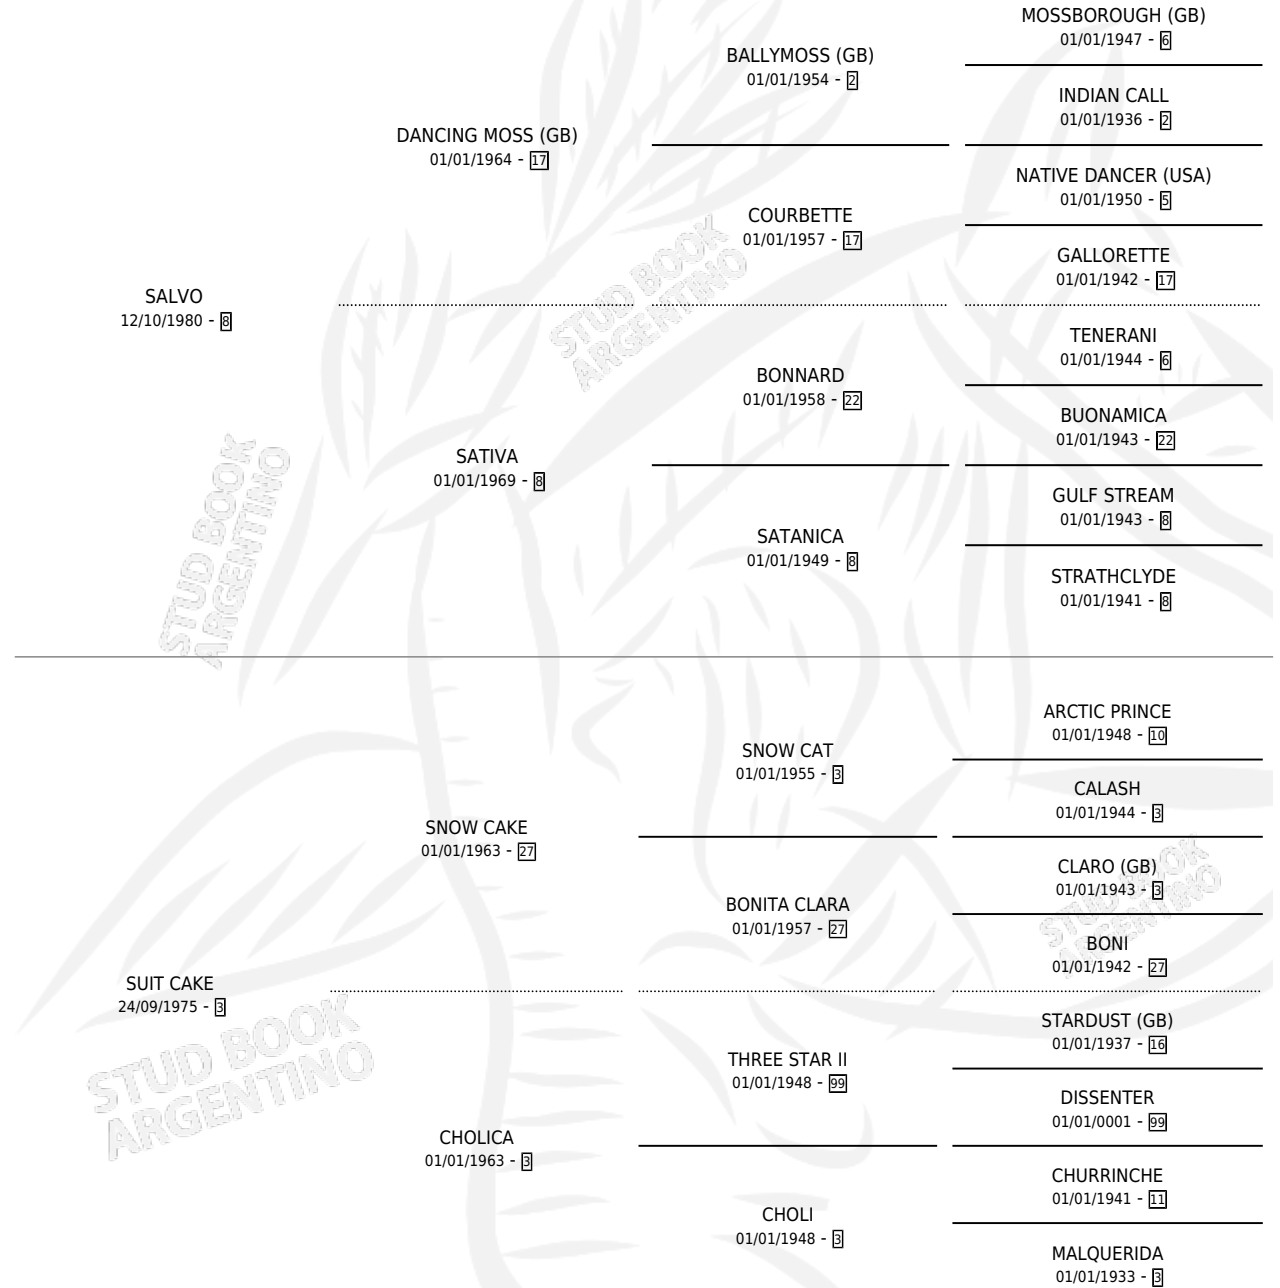 MOSSBOROUGH (GB)
01/01/1947 - 6
BALLYMOSS (GB)
01/01/1954 - 2
INDIAN CALL
01/01/1936 - 2
DANCING MOSS (GB)
01/01/1964 - 17
NATIVE DANCER (USA)
01/01/1950 - 5
COURBETTE
01/01/1957 - 17
GALLORETTE
01/01/1942 - 17
SALVO
12/10/1980 - 8
TENERANI
01/01/1944 - 6
BONNARD
01/01/1958 - 22
BUONAMICA
01/01/1943 - 22
SATIVA
01/01/1969 - 8
GULF STREAM
01/01/1943 - 8
SATANICA
01/01/1949 - 8
STRATHCLYDE
01/01/1941 - 8
STUD BOOK
ARGENTINO
STUD BOOK
ARGENTINO
ARCTIC PRINCE
01/01/1948 - 10
SNOW CAT
01/01/1955 - 3
CALASH
01/01/1944 - 3
SNOW CAKE
01/01/1963 - 27
CLARO (GB)
01/01/1943 - 3
BONITA CLARA
01/01/1957 - 27
BONI
01/01/1942 - 27
STUD BOOK
ARGENTINO
SUIT CAKE
24/09/1975 - 3
STARDUST (GB)
01/01/1937 - 16
THREE STAR II
01/01/1948 - 99
DISSENTER
01/01/0001 - 99
CHOLICA
01/01/1963 - 3
CHURRINCHE
01/01/1941 - 11
CHOLI
01/01/1948 - 3
MALQUERIDA
01/01/1933 - 3
STUD BOOK
ARGENTINO